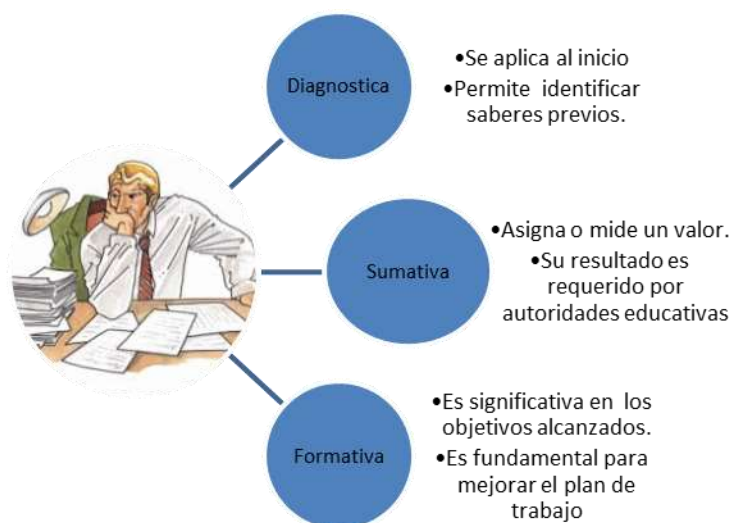 Diagnostica
•Se aplica al inicio
•Permite identificar
saberes previos.
Sumativa
•Asigna o mide un valor.
•Su resultado es
requerido por
autoridades educativas
Formativa
•Es significativa en los
objetivos alcanzados.
•Es fundamental para
mejorar el plan de
trabajo